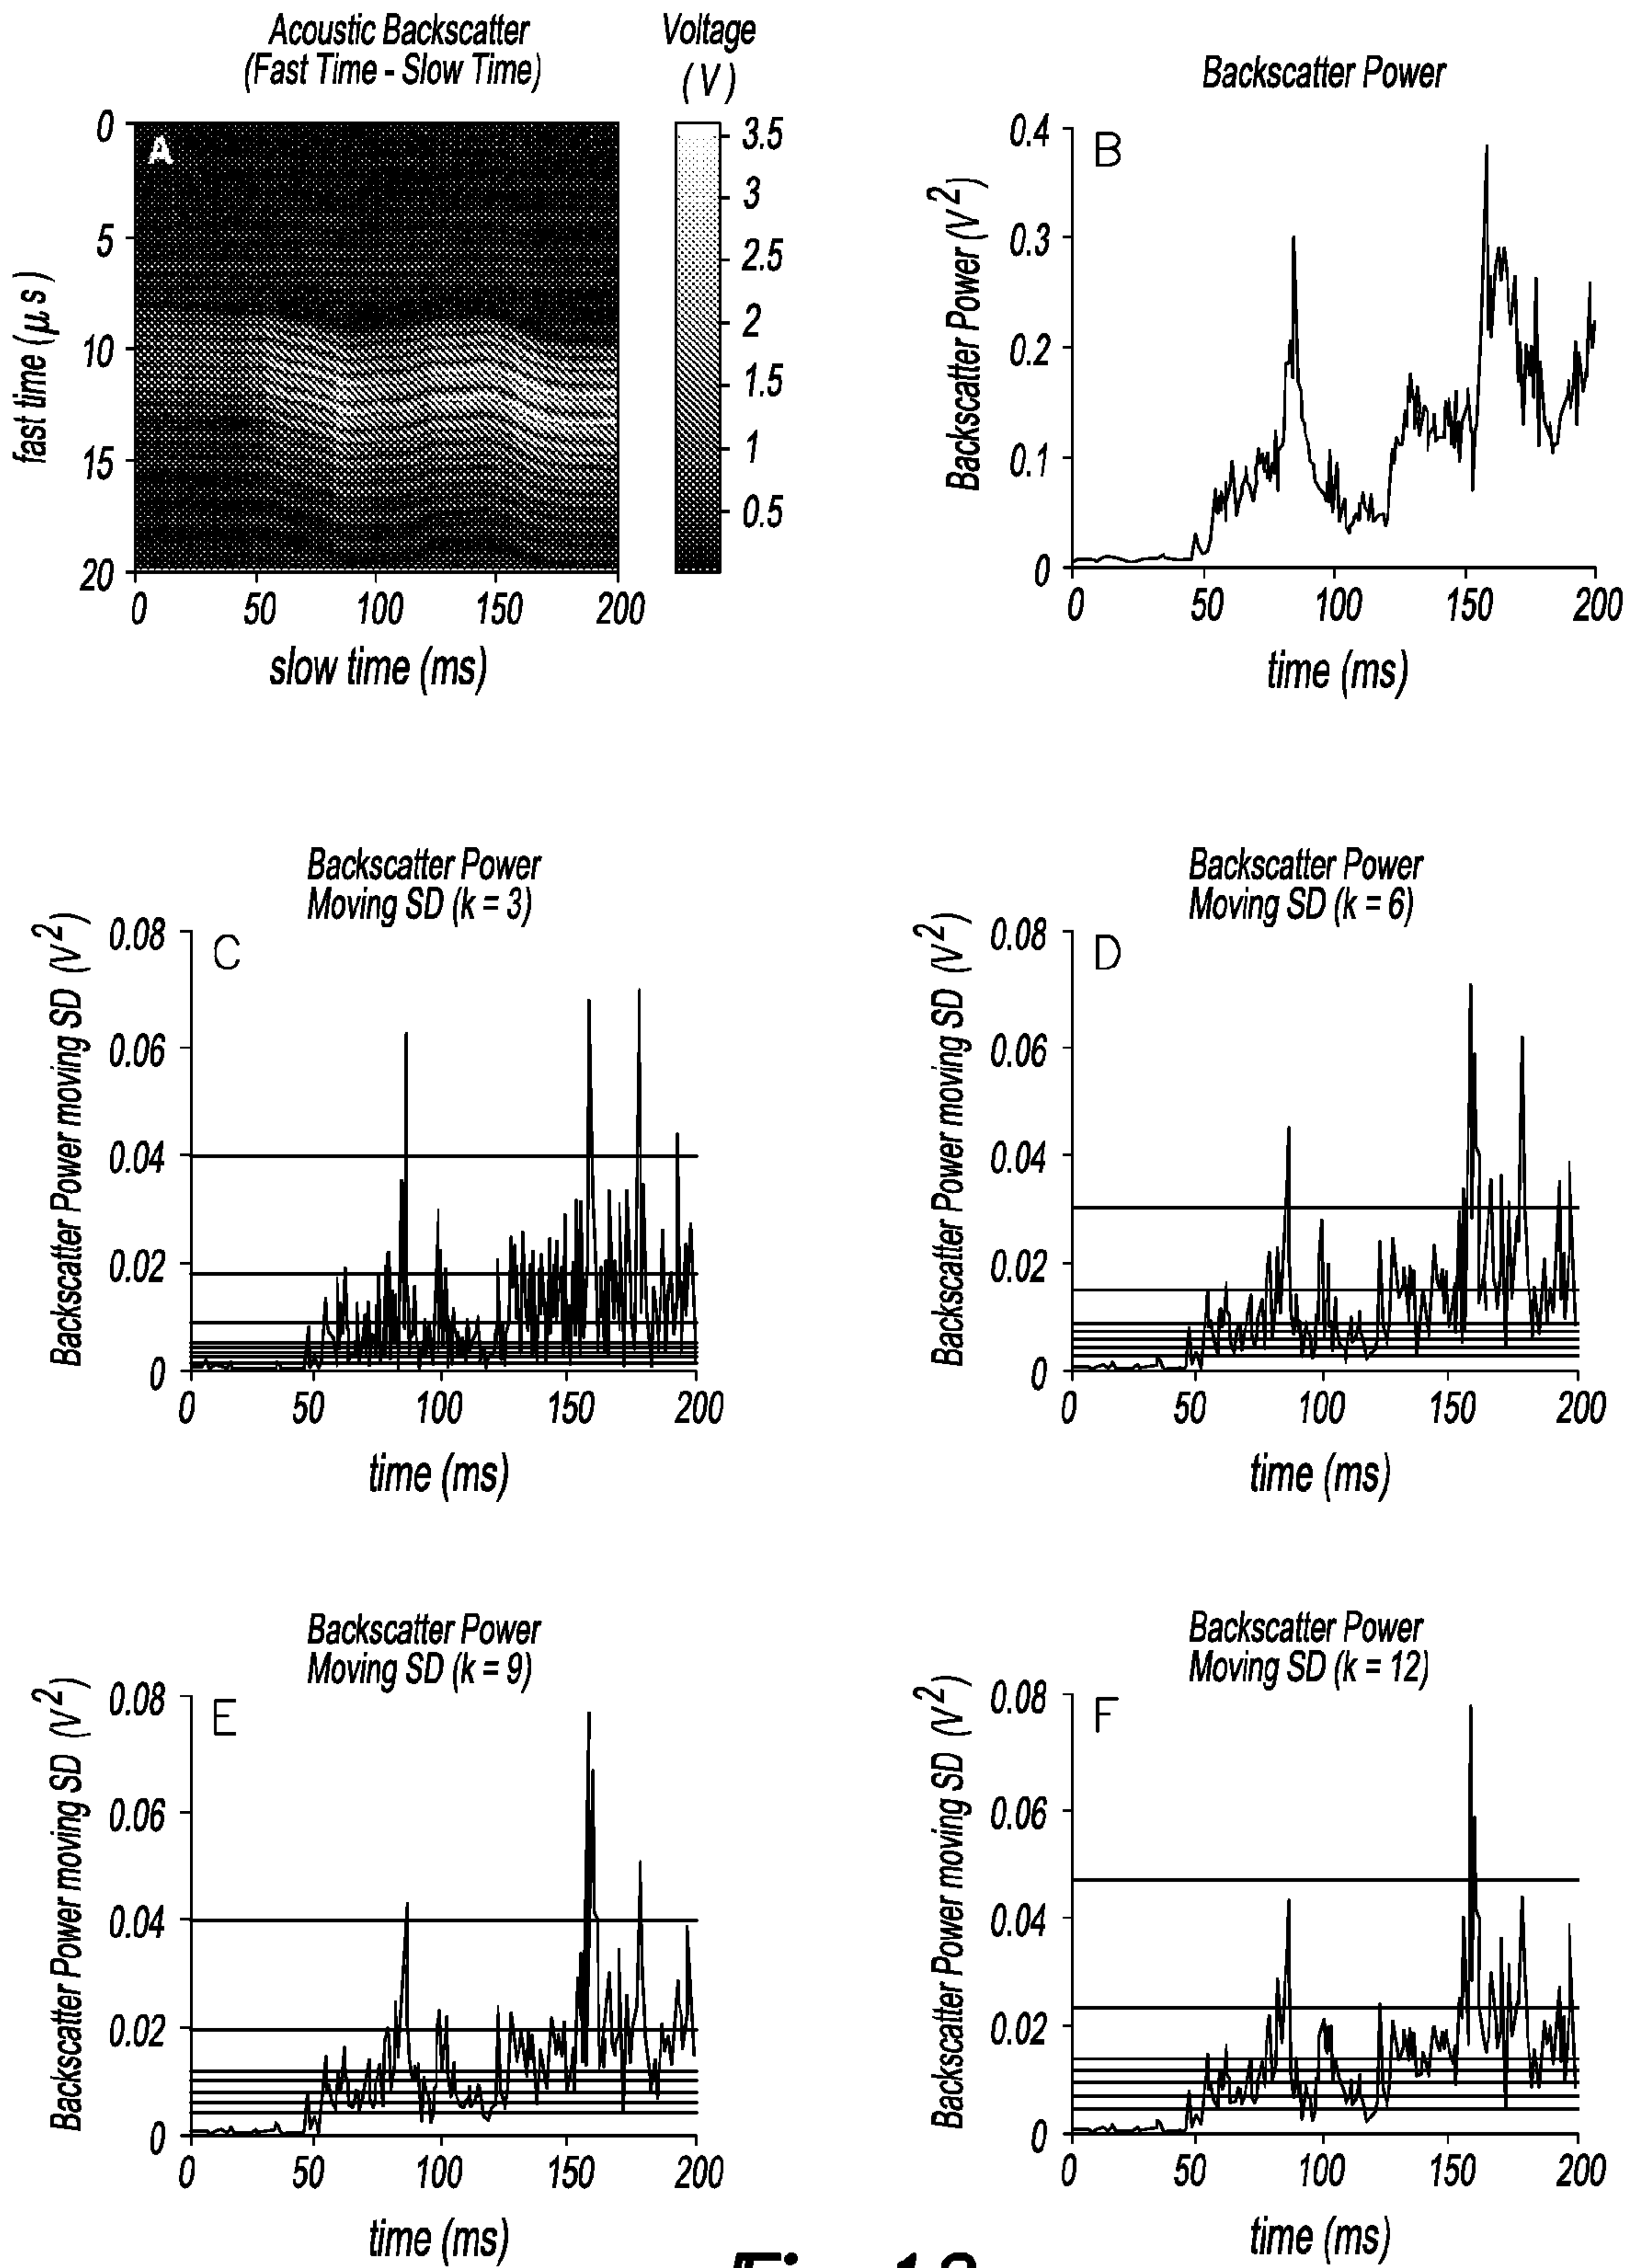 Acoustic Backscatter
(Fast Time - Slow Time)
Voltage
(V)
A
0
5
10
15
20
fast time (μs)
0 50 100 150 200
slow time (ms)
3.5
3
2.5
2
1.5
1
0.5
Backscatter Power
B
0.4
0.3
0.2
0.1
0
Backscatter Power (V²)
0 50 100 150 200
time (ms)
Backscatter Power
Moving SD (k = 3)
C
0.08
0.06
0.04
0.02
0
Backscatter Power moving SD (V²)
0 50 100 150 200
time (ms)
Backscatter Power
Moving SD (k = 6)
D
0.08
0.06
0.04
0.02
0
Backscatter Power moving SD (V²)
0 50 100 150 200
time (ms)
Backscatter Power
Moving SD (k = 9)
E
0.08
0.06
0.04
0.02
0
Backscatter Power moving SD (V²)
0 50 100 150 200
time (ms)
Backscatter Power
Moving SD (k = 12)
F
0.08
0.06
0.04
0.02
0
Backscatter Power moving SD (V²)
0 50 100 150 200
time (ms)